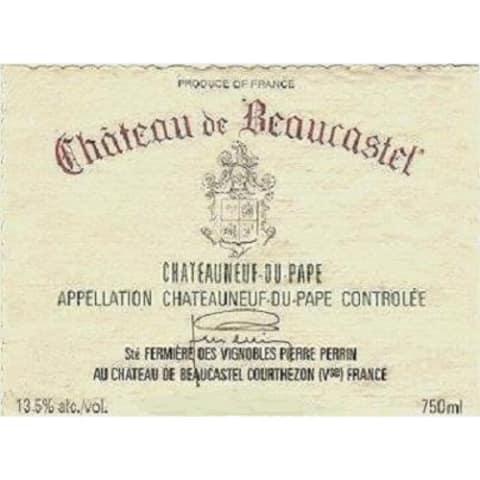 PRODUCE OF FRANCE
Château de Beaucastel
CHATEAUNEUF-DU-PAPE
APPELLATION CHATEAUNEUF-DU-PAPE CONTROLÉE
Sté FERMIÈRE DES VIGNOBLES PIERRE PERRIN
AU CHATEAU DE BEAUCASTEL COURTHEZON (Vse) FRANCE
13.5% alc./vol. 750ml